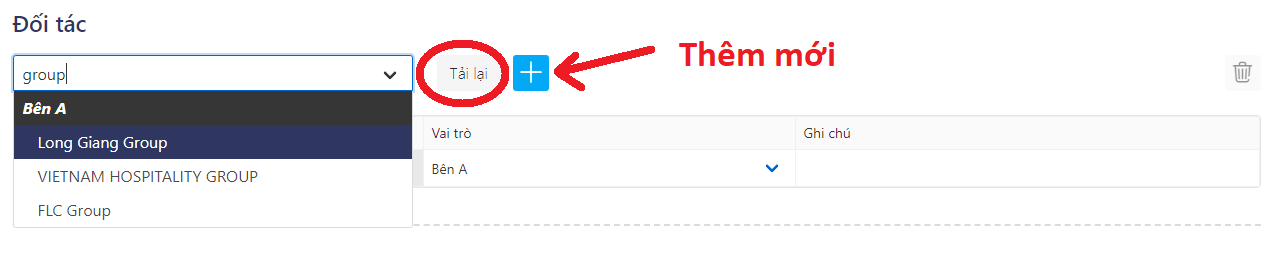 Đối tác
group
Tải lại
Thêm mới
Bên A
Long Giang Group
VIETNAM HOSPITALITY GROUP
FLC Group
Vai trò
Ghi chú
Bên A